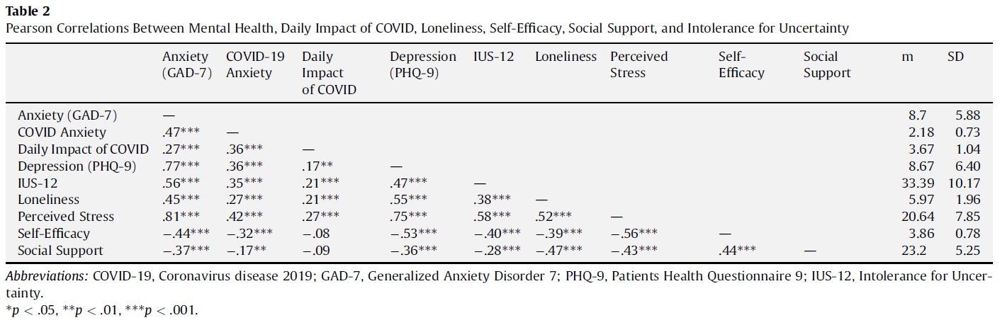 Table 2
Pearson Correlations Between Mental Health, Daily Impact of COVID, Loneliness, Self-Efficacy, Social Support, and Intolerance for Uncertainty
Anxiety (GAD-7) COVID-19 Anxiety Daily Impact of COVID Depression (PHQ-9) IUS-12 Loneliness Perceived Stress Self-Efficacy Social Support m SD
Anxiety (GAD-7) — 8.7 5.88
COVID Anxiety .47*** — 2.18 0.73
Daily Impact of COVID .27*** .36*** — 3.67 1.04
Depression (PHQ-9) .77*** .36*** .17** — 8.67 6.40
IUS-12 .56*** .35*** .21*** .47*** — 33.39 10.17
Loneliness .45*** .27*** .21*** .55*** .38*** — 5.97 1.96
Perceived Stress .81*** .42*** .27*** .75*** .58*** .52*** — 20.64 7.85
Self-Efficacy −.44*** −.32*** −.08 −.53*** −.40*** −.39*** −.56*** — 3.86 0.78
Social Support −.37*** −.17** −.09 −.36*** −.28*** −.47*** −.43*** .44*** — 23.2 5.25
Abbreviations: COVID-19, Coronavirus disease 2019; GAD-7, Generalized Anxiety Disorder 7; PHQ-9, Patients Health Questionnaire 9; IUS-12, Intolerance for Uncer-
tainty.
*p < .05, **p < .01, ***p < .001.